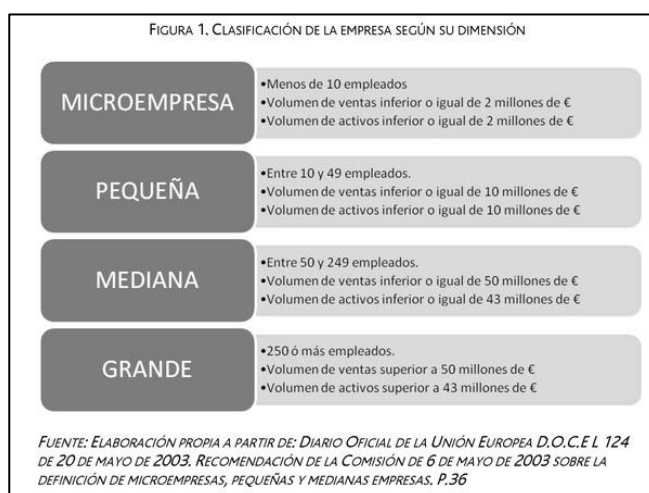 FIGURA 1. CLASIFICACIÓN DE LA EMPRESA SEGÚN SU DIMENSIÓN
MICROEMPRESA
•Menos de 10 empleados
•Volumen de ventas inferior o igual de 2 millones de €
•Volumen de activos inferior o igual de 2 millones de €
PEQUEÑA
•Entre 10 y 49 empleados.
•Volumen de ventas inferior o igual de 10 millones de €
•Volumen de activos inferior o igual de 10 millones de €
MEDIANA
•Entre 50 y 249 empleados.
•Volumen de ventas inferior o igual de 50 millones de €
•Volumen de activos inferior o igual de 43 millones de €
GRANDE
•250 ó más empleados.
•Volumen de ventas superior a 50 millones de €
•Volumen de activos superior a 43 millones de €
FUENTE: ELABORACIÓN PROPIA A PARTIR DE: DIARIO OFICIAL DE LA UNIÓN EUROPEA D.O.C.E L 124
DE 20 DE MAYO DE 2003. RECOMENDACIÓN DE LA COMISIÓN DE 6 DE MAYO DE 2003 SOBRE LA
DEFINICIÓN DE MICROEMPRESAS, PEQUEÑAS Y MEDIANAS EMPRESAS. P.36